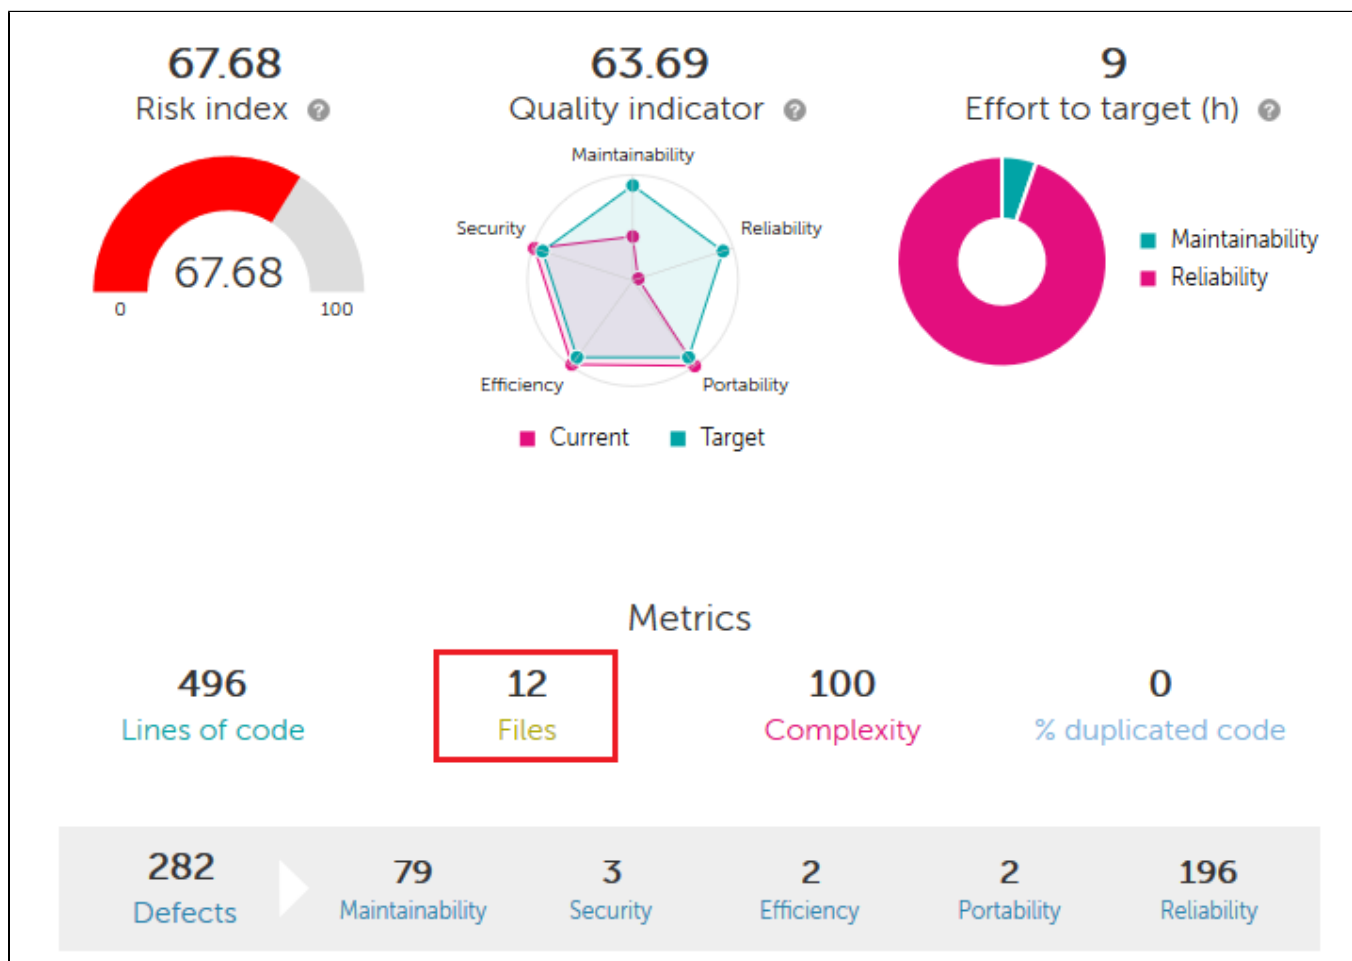 67.68
Risk index ?
67.68
0 100
63.69
Quality indicator ?
Maintainability
Security
Reliability
Efficiency
Portability
Current Target
9
Effort to target (h) ?
Maintainability
Reliability
Metrics
496 12 100 0
Lines of code Files Complexity % duplicated code
282 79 3 2 2 196
Defects Maintainability Security Efficiency Portability Reliability